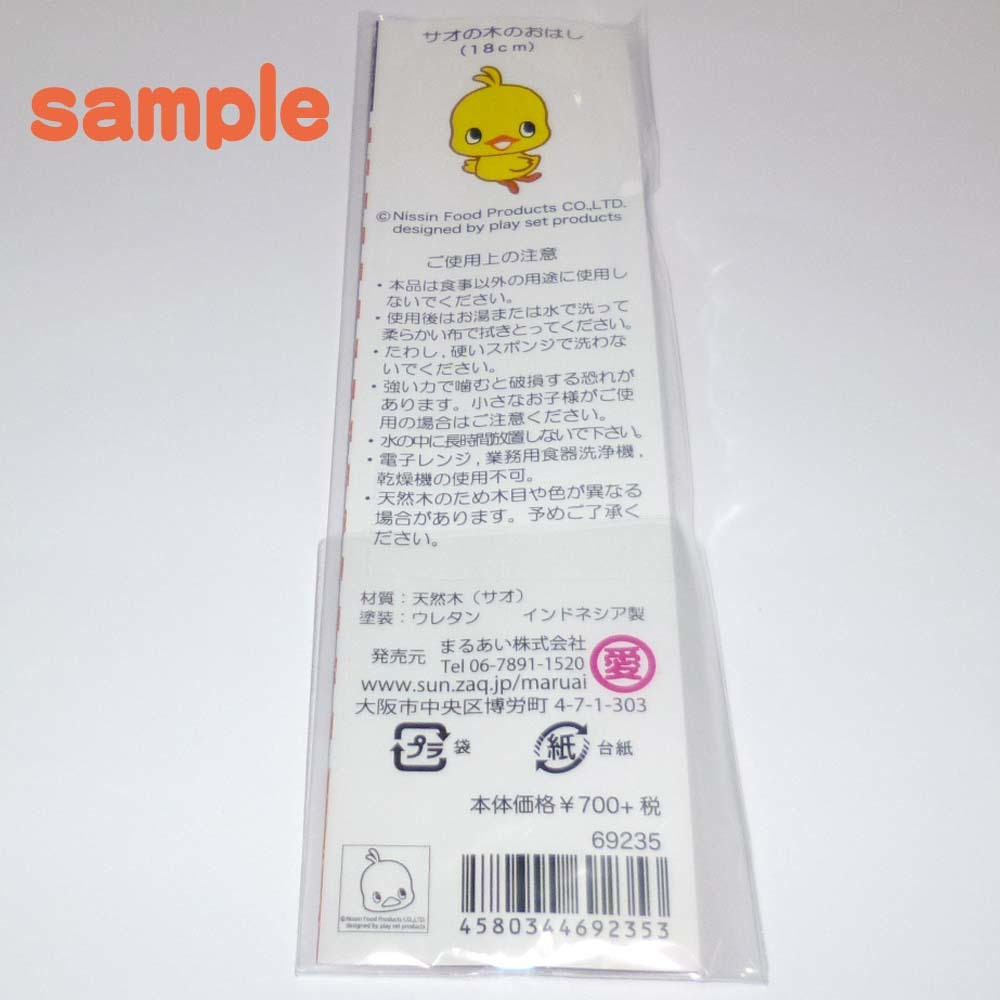 sample
サオの木のおはし
(18cm)
©Nissin Food Products CO.,LTD.
designed by play set products
ご使用上の注意
・本品は食事以外の用途に使用し
ないでください。
・使用後はお湯または水で洗って
柔らかい布で拭きとってください。
・たわし,硬いスポンジで洗わな
いでください。
・強い力で噛むと破損する恐れが
あります。小さなお子様がご使
用の場合はご注意ください。
・水の中に長時間放置しないで下さい。
・電子レンジ,業務用食器洗浄機,
乾燥機の使用不可。
・天然木のため木目や色が異なる
場合があります。予めご了承く
ださい。
材質：天然木（サオ）
塗装：ウレタン インドネシア製
発売元 まるあい株式会社
Tel 06-7891-1520
愛
www.sun.zaq.jp/maruai
大阪市中央区博労町 4-7-1-303
プラ 袋 紙 台紙
本体価格￥700+税
69235
4580344692353
©Nissin Food Products CO.,LTD.
designed by play set products